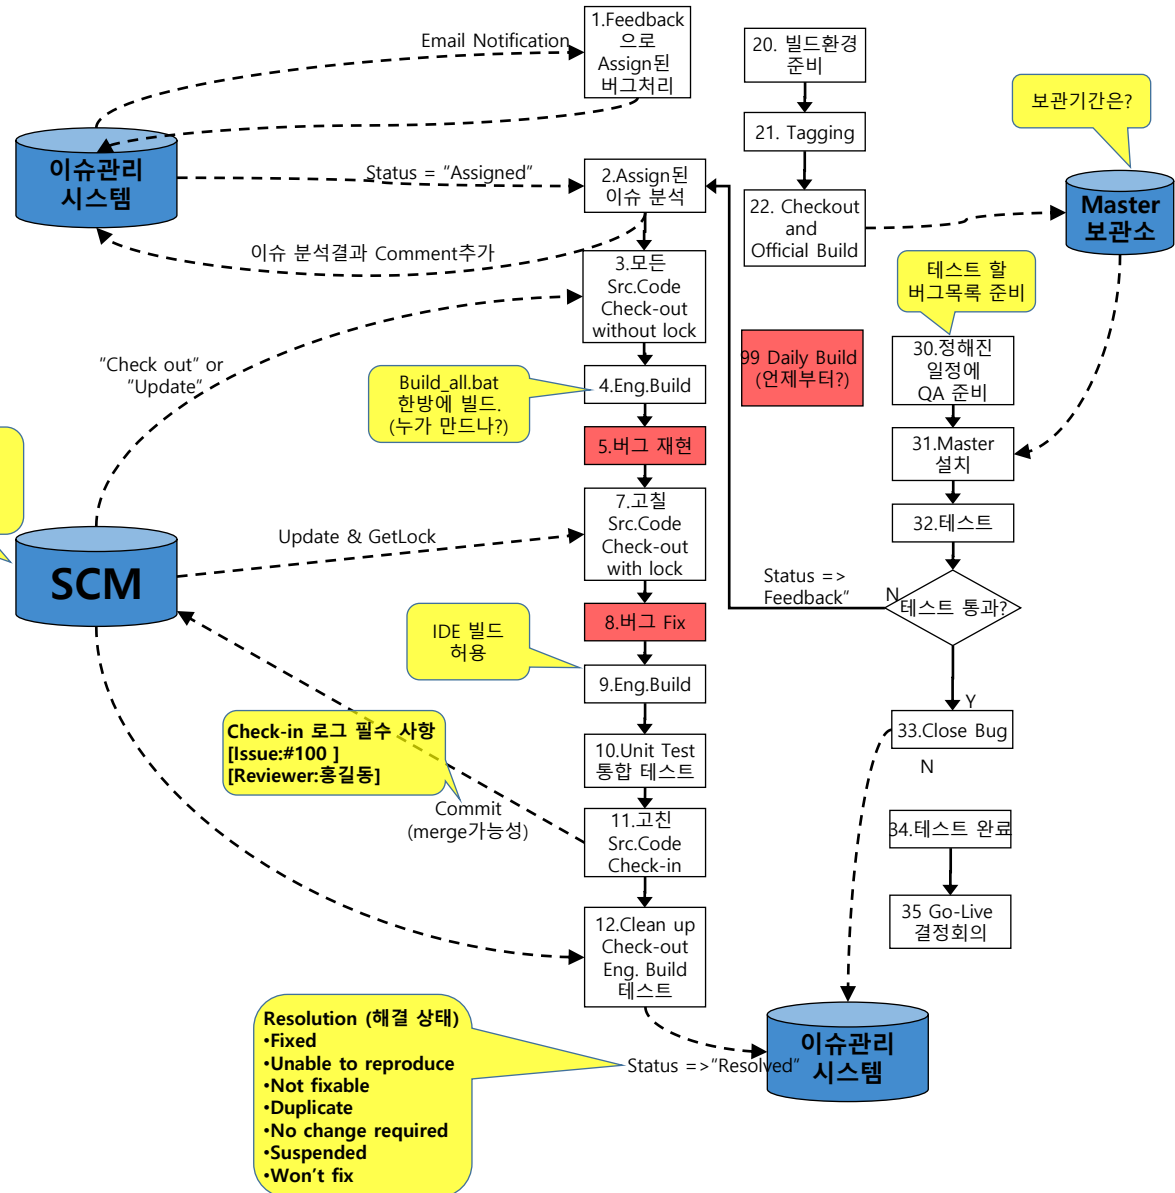 1.Feedback
으로
Assign된
버그처리
Email Notification
20. 빌드환경
준비
보관기간은?
21. Tagging
이슈관리
시스템
Status = “Assigned”
2.Assign된
이슈 분석
22. Checkout
and
Official Build
Master
보관소
이슈 분석결과 Comment추가
3.모든
Src.Code
Check-out
without lock
테스트 할
버그목록 준비
“Check out” or
“Update”
99 Daily Build
(언제부터?)
30.정해진
일정에
QA 준비
Build_all.bat
한방에 빌드.
(누가 만드나?)
4.Eng.Build
5.버그 재현
31.Master
설치
7.고칠
Src.Code
Check-out
with lock
32.테스트
Update & GetLock
SCM
Status =>
Feedback”
N
테스트 통과?
8.버그 Fix
IDE 빌드
허용
9.Eng.Build
Y
33.Close Bug
N
Check-in 로그 필수 사항
[Issue:#100 ]
[Reviewer:홍길동]
10.Unit Test
통합 테스트
Commit
(merge가능성)
11.고친
Src.Code
Check-in
34.테스트 완료
35 Go-Live
결정회의
12.Clean up
Check-out
Eng. Build
테스트
Resolution (해결 상태)
•Fixed
•Unable to reproduce
•Not fixable
•Duplicate
•No change required
•Suspended
•Won’t fix
Status =>“Resolved”
이슈관리
시스템